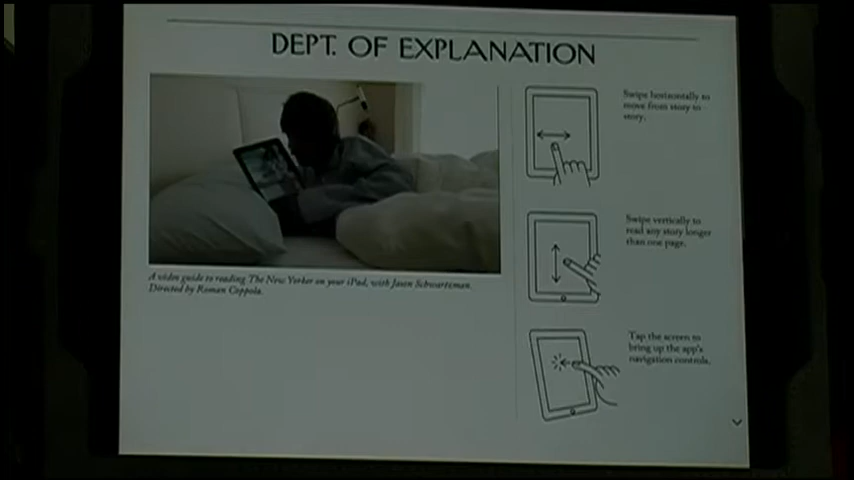 DEPT. OF EXPLANATION
A video guide to reading The New Yorker on your iPad, with Jason Schwartzman.
Directed by Roman Coppola.
Swipe horizontally to
move from story to
story.
Swipe vertically to
read any story longer
than one page.
Tap the screen to
bring up the app's
navigation controls.